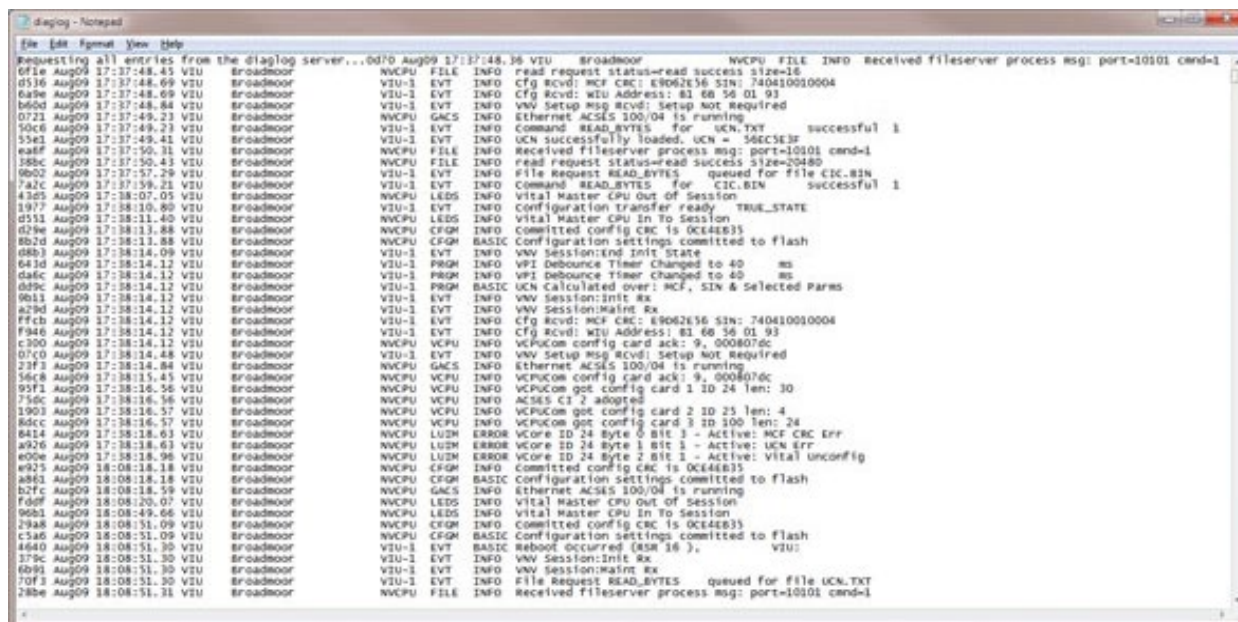 diaglog - Notepad
File Edit Format View Help
Requesting all entries from the diaglog server...0d70 Aug09 17:37:48.36 VIU Broadmoor NVCPU FILE INFO Received fileserver process msg: port=10101 cmnd=1
6f1e Aug09 17:37:48.45 VIU Broadmoor NVCPU FILE INFO read request status=read success size=16
d536 Aug09 17:37:48.69 VIU Broadmoor VIU-1 EVT INFO Cfg Rcvd: MCF CRC: E9D62E56 SIN: 740410010004
6a9e Aug09 17:37:48.69 VIU Broadmoor VIU-1 EVT INFO Cfg Rcvd: WIU Address: 81 68 56 01 93
b60d Aug09 17:37:48.84 VIU Broadmoor VIU-1 EVT INFO VNV Setup Msg Rcvd: Setup Not Required
0721 Aug09 17:37:49.23 VIU Broadmoor NVCPU GACS INFO Ethernet ACSES 100/04 is running
50c6 Aug09 17:37:49.23 VIU Broadmoor VIU-1 EVT INFO Command READ_BYTES for UCN.TXT successful 1
55e1 Aug09 17:37:49.41 VIU Broadmoor VIU-1 EVT INFO UCN successfully loaded, UCN = 56EC5E3F
ea6f Aug09 17:37:50.31 VIU Broadmoor NVCPU FILE INFO Received fileserver process msg: port=10101 cmnd=1
38bc Aug09 17:37:50.43 VIU Broadmoor NVCPU FILE INFO read request status=read success size=20480
9b02 Aug09 17:37:57.29 VIU Broadmoor VIU-1 EVT INFO File Request READ_BYTES queued for file CIC.BIN
7a2c Aug09 17:37:59.21 VIU Broadmoor VIU-1 EVT INFO Command READ_BYTES for CIC.BIN successful 1
43d5 Aug09 17:38:07.05 VIU Broadmoor NVCPU LEDS INFO Vital Master CPU Out Of Session
1977 Aug09 17:38:10.80 VIU Broadmoor VIU-1 EVT INFO Configuration transfer ready TRUE_STATE
d551 Aug09 17:38:11.40 VIU Broadmoor NVCPU LEDS INFO Vital Master CPU In To Session
d29e Aug09 17:38:13.88 VIU Broadmoor NVCPU CFGM INFO Committed config CRC is 0CE4EB35
8b2d Aug09 17:38:13.88 VIU Broadmoor NVCPU CFGM BASIC Configuration settings committed to flash
d8b3 Aug09 17:38:14.09 VIU Broadmoor VIU-1 EVT INFO VNV Session:End Init State
643d Aug09 17:38:14.12 VIU Broadmoor VIU-1 PRGM INFO VPI Debounce Timer Changed to 40 ms
da6c Aug09 17:38:14.12 VIU Broadmoor VIU-1 PRGM INFO VPI Debounce Timer Changed to 40 ms
dd9c Aug09 17:38:14.12 VIU Broadmoor VIU-1 PRGM BASIC UCN Calculated over: MCF, SIN & Selected Parms
9b11 Aug09 17:38:14.12 VIU Broadmoor VIU-1 EVT INFO VNV Session:Init Rx
a29d Aug09 17:38:14.12 VIU Broadmoor VIU-1 EVT INFO VNV Session:Maint Rx
ffcb Aug09 17:38:14.12 VIU Broadmoor VIU-1 EVT INFO Cfg Rcvd: MCF CRC: E9D62E56 SIN: 740410010004
f946 Aug09 17:38:14.12 VIU Broadmoor VIU-1 EVT INFO Cfg Rcvd: WIU Address: 81 68 56 01 93
c300 Aug09 17:38:14.12 VIU Broadmoor NVCPU VCPU INFO VCPUCom config card ack: 9, 000807dc
07c0 Aug09 17:38:14.48 VIU Broadmoor VIU-1 EVT INFO VNV Setup Msg Rcvd: Setup Not Required
23f3 Aug09 17:38:14.84 VIU Broadmoor NVCPU GACS INFO Ethernet ACSES 100/04 is running
56c8 Aug09 17:38:15.45 VIU Broadmoor NVCPU VCPU INFO VCPUCom config card ack: 9, 000807dc
95f1 Aug09 17:38:16.56 VIU Broadmoor NVCPU VCPU INFO VCPUCom got config card 1 ID 24 len: 30
75dc Aug09 17:38:16.56 VIU Broadmoor NVCPU VCPU INFO ACSES CI 2 adopted
1903 Aug09 17:38:16.57 VIU Broadmoor NVCPU VCPU INFO VCPUCom got config card 2 ID 25 len: 4
8dcc Aug09 17:38:16.57 VIU Broadmoor NVCPU VCPU INFO VCPUCom got config card 3 ID 100 len: 24
6414 Aug09 17:38:18.63 VIU Broadmoor NVCPU LUIM ERROR VCore ID 24 Byte 0 Bit 3 - Active: MCF CRC Err
a926 Aug09 17:38:18.63 VIU Broadmoor NVCPU LUIM ERROR VCore ID 24 Byte 1 Bit 1 - Active: UCN Err
e00e Aug09 17:38:18.96 VIU Broadmoor NVCPU LUIM ERROR VCore ID 24 Byte 2 Bit 1 - Active: Vital Unconfig
e925 Aug09 18:08:18.18 VIU Broadmoor NVCPU CFGM INFO Committed config CRC is 0CE4EB35
a861 Aug09 18:08:18.18 VIU Broadmoor NVCPU CFGM BASIC Configuration settings committed to flash
b2fc Aug09 18:08:18.59 VIU Broadmoor NVCPU GACS INFO Ethernet ACSES 100/04 is running
fddf Aug09 18:08:20.07 VIU Broadmoor NVCPU LEDS INFO Vital Master CPU Out Of Session
96b1 Aug09 18:08:49.66 VIU Broadmoor NVCPU LEDS INFO Vital Master CPU In To Session
29a8 Aug09 18:08:51.09 VIU Broadmoor NVCPU CFGM INFO Committed config CRC is 0CE4EB35
c5a6 Aug09 18:08:51.09 VIU Broadmoor NVCPU CFGM BASIC Configuration settings committed to flash
4640 Aug09 18:08:51.30 VIU Broadmoor VIU-1 EVT BASIC Reboot Occurred (RSR 16 ), VIU:
379c Aug09 18:08:51.30 VIU Broadmoor VIU-1 EVT INFO VNV Session:Init Rx
6b91 Aug09 18:08:51.30 VIU Broadmoor VIU-1 EVT INFO VNV Session:Maint Rx
70f3 Aug09 18:08:51.30 VIU Broadmoor VIU-1 EVT INFO File Request READ_BYTES queued for file UCN.TXT
28be Aug09 18:08:51.31 VIU Broadmoor NVCPU FILE INFO Received fileserver process msg: port=10101 cmnd=1